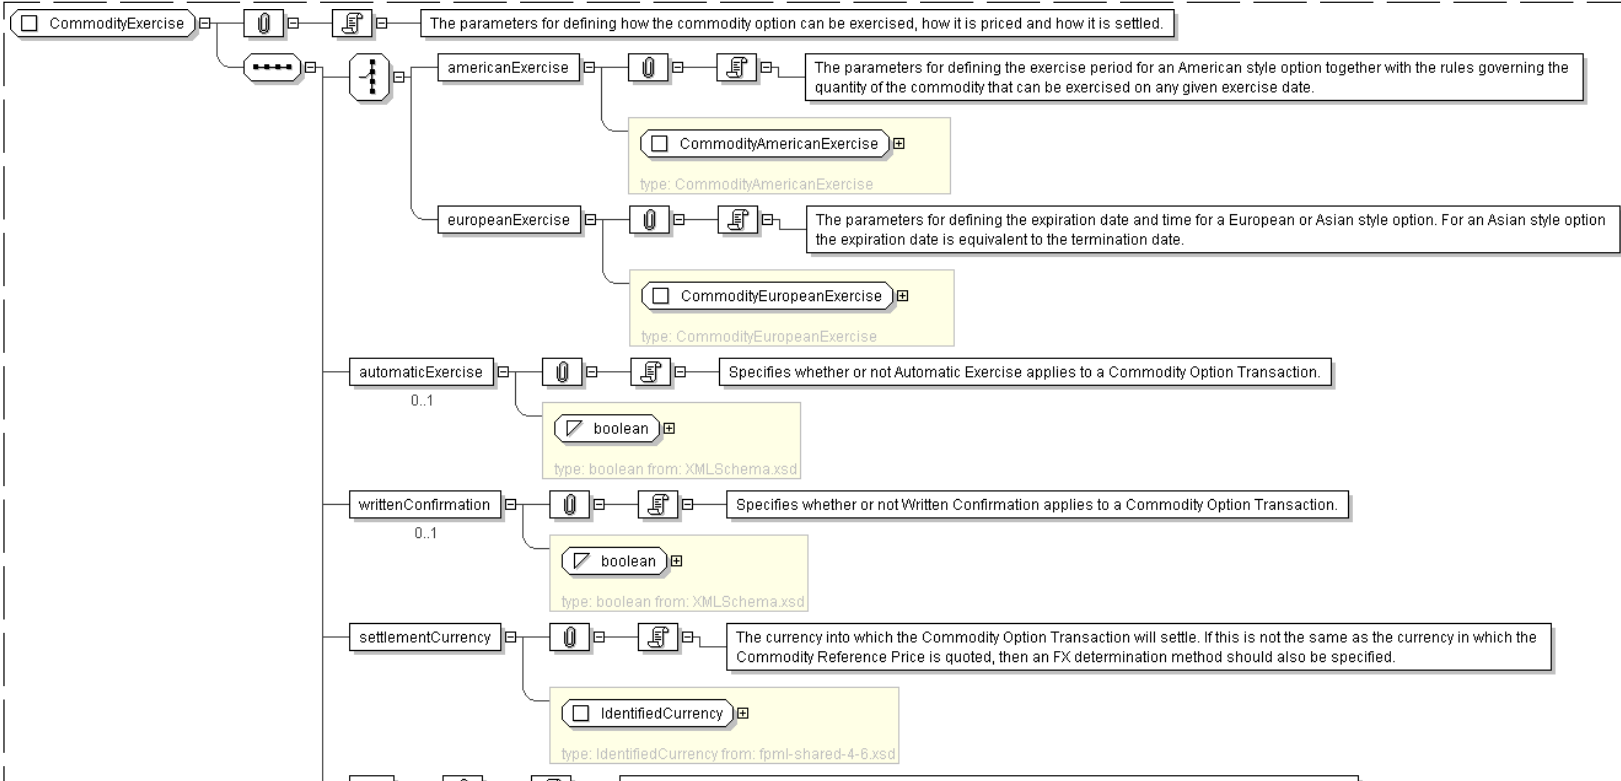 CommodityExercise
The parameters for defining how the commodity option can be exercised, how it is priced and how it is settled.
americanExercise
The parameters for defining the exercise period for an American style option together with the rules governing the
quantity of the commodity that can be exercised on any given exercise date.
CommodityAmericanExercise
type: CommodityAmericanExercise
europeanExercise
The parameters for defining the expiration date and time for a European or Asian style option. For an Asian style option
the expiration date is equivalent to the termination date.
CommodityEuropeanExercise
type: CommodityEuropeanExercise
automaticExercise
Specifies whether or not Automatic Exercise applies to a Commodity Option Transaction.
0..1
boolean
type: boolean from: XMLSchema.xsd
writtenConfirmation
Specifies whether or not Written Confirmation applies to a Commodity Option Transaction.
0..1
boolean
type: boolean from: XMLSchema.xsd
settlementCurrency
The currency into which the Commodity Option Transaction will settle. If this is not the same as the currency in which the
Commodity Reference Price is quoted, then an FX determination method should also be specified.
IdentifiedCurrency
type: IdentifiedCurrency from: fpml-shared-4-6.xsd